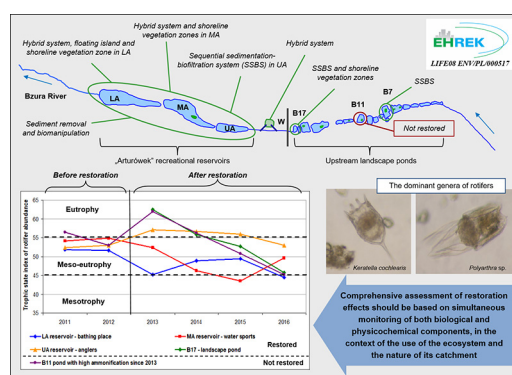 EHREK
LIFE08 ENV/PL/000517
Hybrid system and shoreline
vegetation zones in MA
Hybrid system, floating island and
shoreline vegetation zone in LA
Sequential sedimentation-
biofiltration system (SSBS) in UA
Hybrid system
SSBS and shoreline
vegetation zones
SSBS
Bzura River
LA
MA
UA
W
B17
B11
B7
Not restored
Sediment removal
and biomanipulation
„Arturówek” recreational reservoirs
Upstream landscape ponds
Before restoration
After restoration
Trophic state index of rotifer abundance
65
60
55
50
45
40
35
Eutrophy
Meso-eutrophy
Mesotrophy
2011 2012 2013 2014 2015 2016
LA reservoir - bathing place
MA reservoir - water sports
UA reservoir - anglers
B17 - landscape pond
Restored
B11 pond with high ammonification since 2013
Not restored
The dominant genera of rotifers
Keratella cochlearis
Polyarthra sp.
Comprehensive assessment of restoration
effects should be based on simultaneous
monitoring of both biological and
physicochemical components, in the
context of the use of the ecosystem and
the nature of its catchment